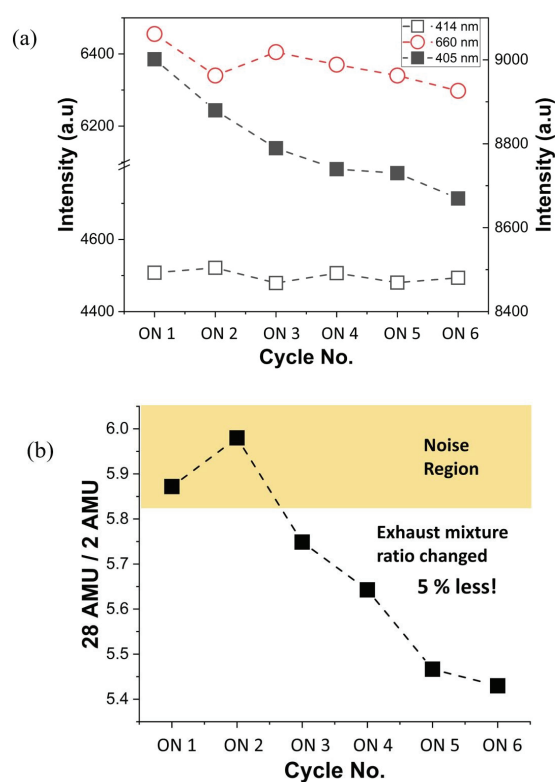 (a)
414 nm
660 nm
405 nm
Intensity (a.u)
6400
6200
4600
4400
9000
8800
8600
8400
Intensity (a.u)
ON 1 ON 2 ON 3 ON 4 ON 5 ON 6
Cycle No.
(b)
28 AMU / 2 AMU
6.0
5.9
5.8
5.7
5.6
5.5
5.4
Noise
Region
Exhaust mixture
ratio changed
5 % less!
ON 1 ON 2 ON 3 ON 4 ON 5 ON 6
Cycle No.